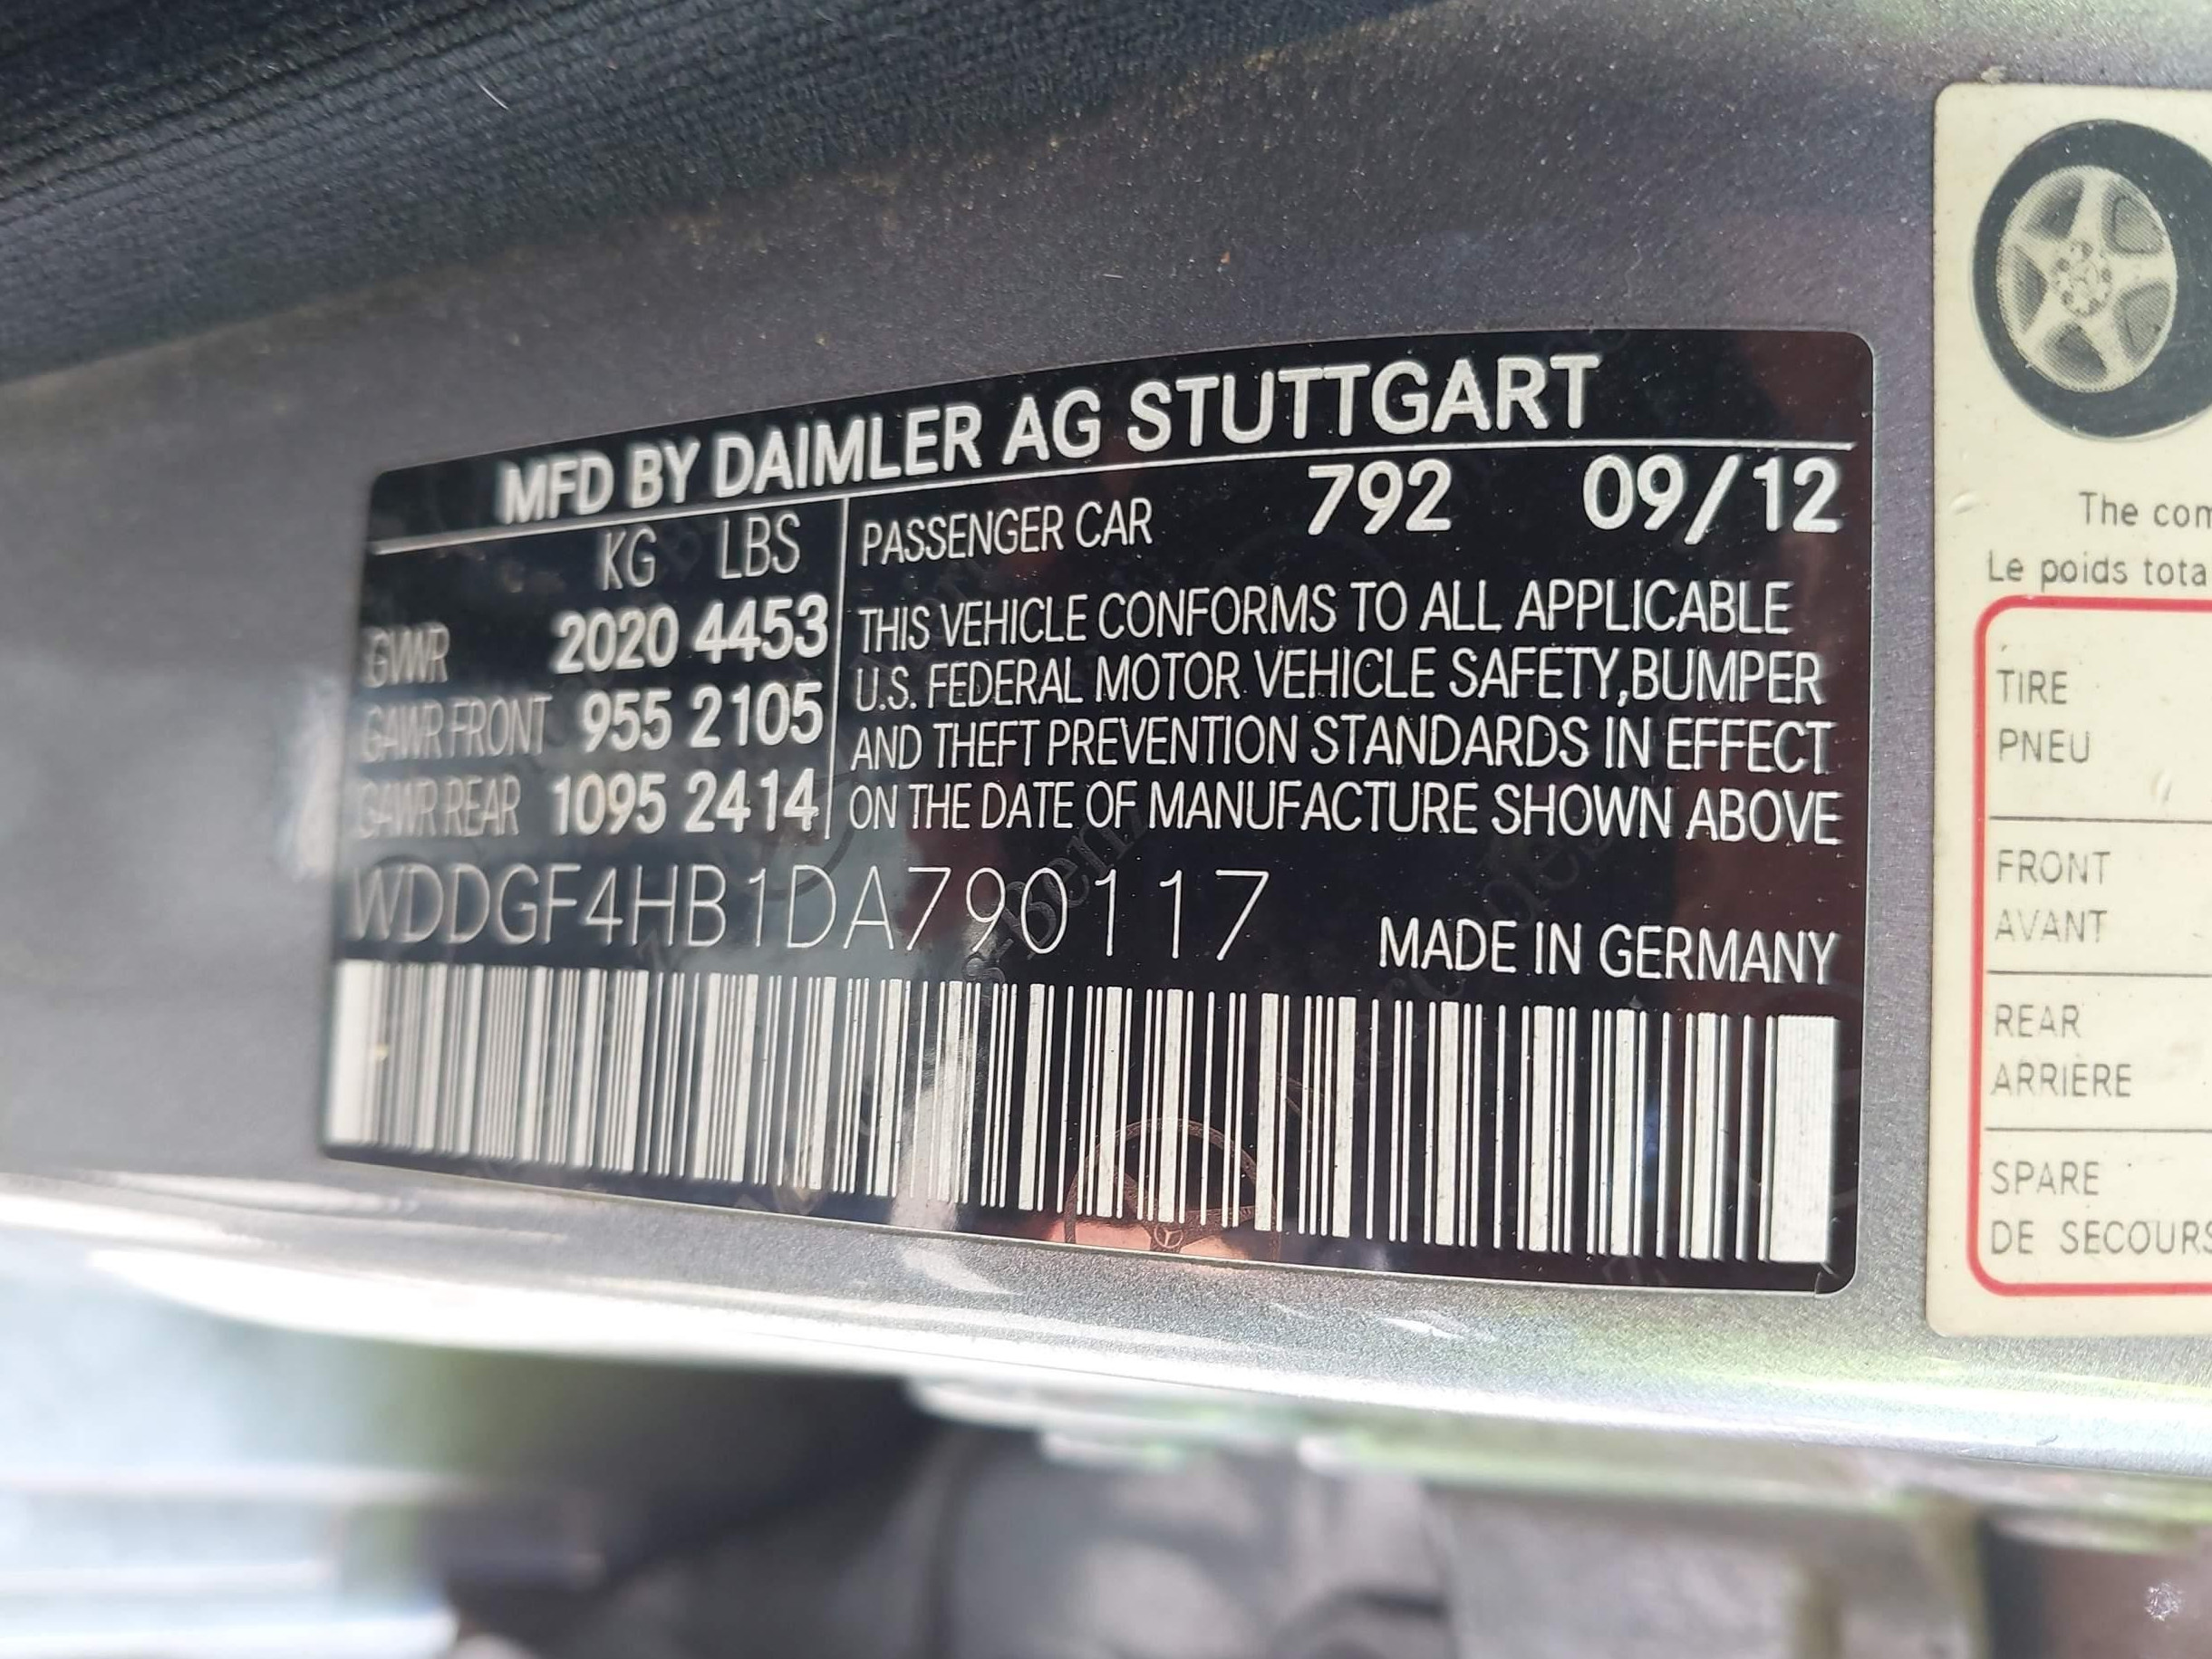 MFD BY DAIMLER AG STUTTGART
KG LBS
GVWR 2020 4453
GAWR FRONT 955 2105
GAWR REAR 1095 2414
PASSENGER CAR 792 09/12
THIS VEHICLE CONFORMS TO ALL APPLICABLE
U.S. FEDERAL MOTOR VEHICLE SAFETY,BUMPER
AND THEFT PREVENTION STANDARDS IN EFFECT
ON THE DATE OF MANUFACTURE SHOWN ABOVE
WDDGF4HB1DA790117
MADE IN GERMANY
The com
Le poids tota
TIRE
PNEU
FRONT
AVANT
REAR
ARRIÈRE
SPARE
DE SECOURS